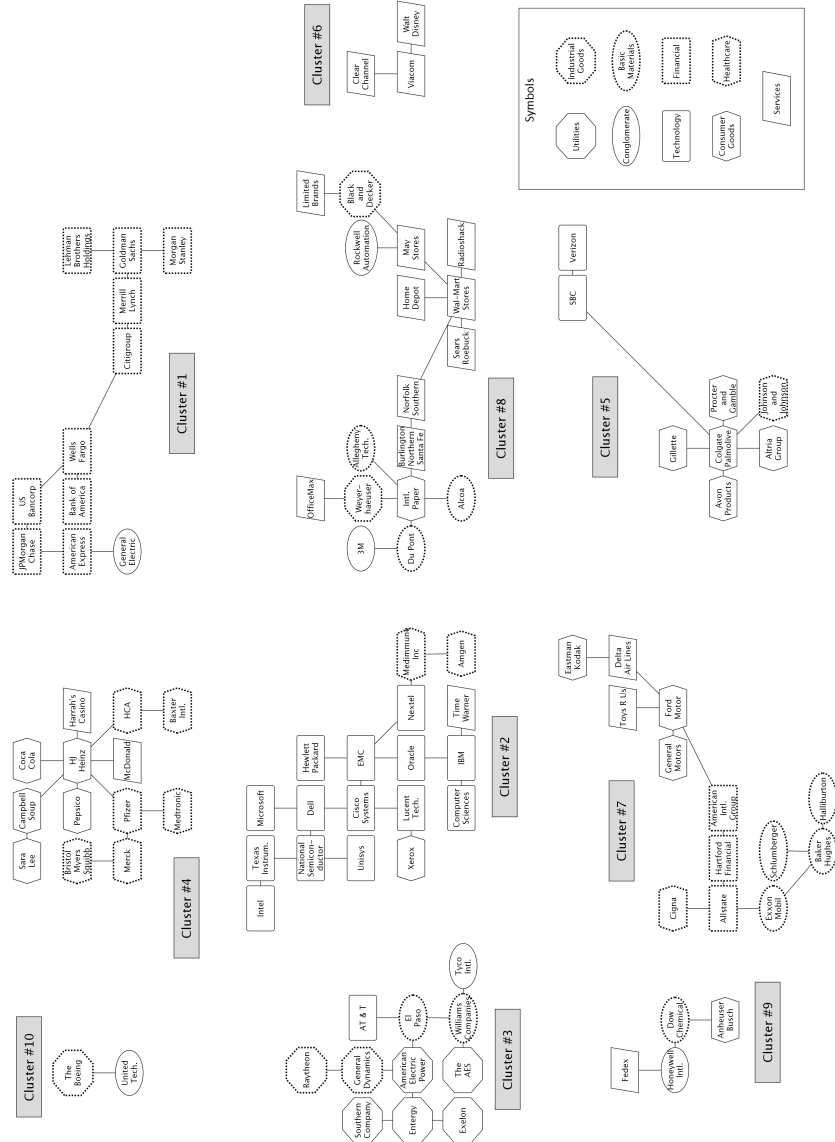 Cluster #10
The
Boeing
United
Tech.
Cluster #4
Sara
Lee
Campbell
Soup
Coca
Cola
Bristol
Myers
Squibb
Pepsico
HJ
Heinz
Harrah's
Casino
Merck
Pfizer
McDonald
HCA
Medtronic
Baxter
Intl.
Cluster #1
JPMorgan
Chase
US
Bancorp
American
Express
Bank of
America
Wells
Fargo
General
Electric
Citigroup
Merrill
Lynch
Goldman
Sachs
Lehman
Brothers
Holdings
Morgan
Stanley
Cluster #6
Clear
Channel
Viacom
Walt
Disney
Cluster #3
Raytheon
Southern
Company
General
Dynamics
AT & T
Entergy
American
Electric
Power
El
Paso
Exelon
The
AES
Williams
Companies
Tyco
Intl.
Cluster #2
Intel
Texas
Instrum.
Microsoft
National
Semicon-
ductor
Dell
Hewlett
Packard
Unisys
Cisco
Systems
EMC
Xerox
Lucent
Tech.
Oracle
Nextel
Medimmune
Inc
Computer
Sciences
IBM
Time
Warner
Amgen
Cluster #8
OfficeMax
3M
Weyer-
haeuser
Allegheny
Tech.
Du Pont
Intl.
Paper
Burlington
Northern
Santa Fe
Norfolk
Southern
Alcoa
Sears
Roebuck
Wal-Mart
Stores
Home
Depot
Radioshack
May
Stores
Rockwell
Automation
Black
and
Decker
Limited
Brands
Cluster #9
Fedex
Honeywell
Intl.
Dow
Chemical
Anheuser
Busch
Cluster #7
Cigna
Allstate
Hartford
Financial
American
Intl.
Group
Exxon
Mobil
Schlumberger
Baker
Hughes
Halliburton
General
Motors
Ford
Motor
Toys R Us
Delta
Air Lines
Eastman
Kodak
Cluster #5
Gillette
Avon
Products
Colgate
Palmolive
Procter
and
Gamble
Altria
Group
Johnson
and
Johnson
SBC
Verizon
Symbols
Utilities
Industrial
Goods
Conglomerate
Basic
Materials
Technology
Financial
Consumer
Goods
Healthcare
Services